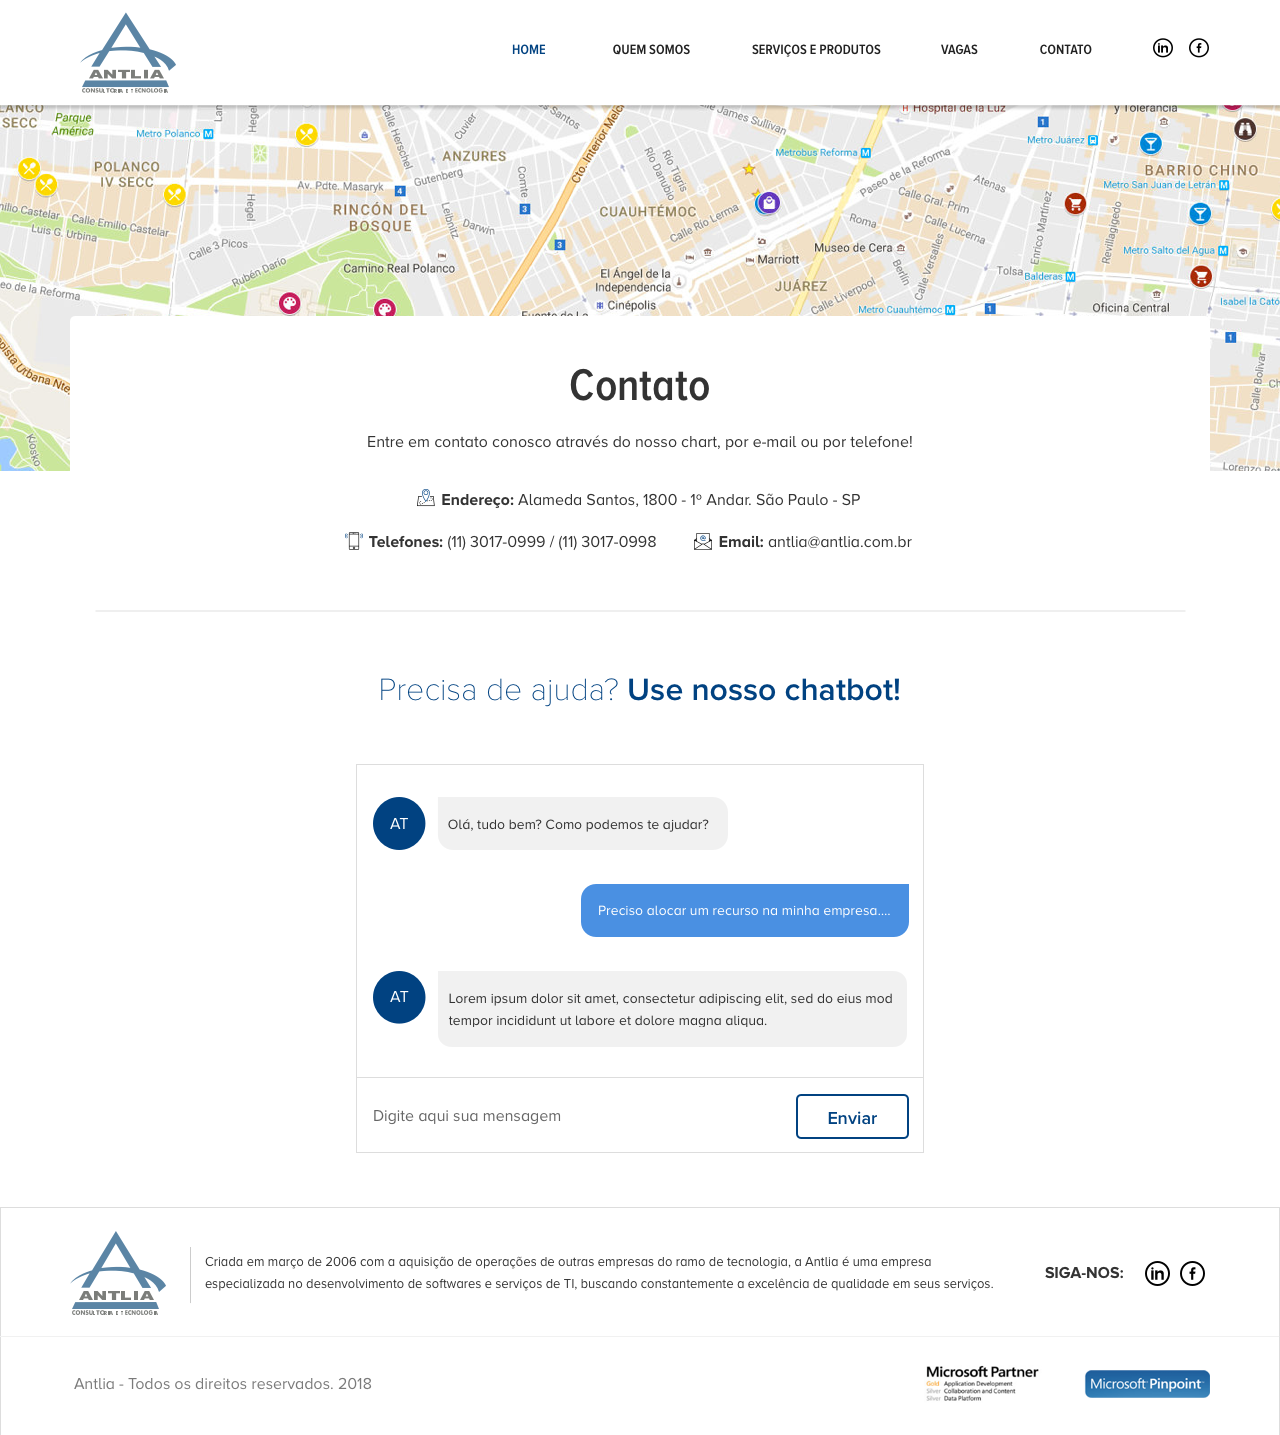 ANTLIA
CONSULTORIA E TECNOLOGIA
HOME
QUEM SOMOS
SERVIÇOS E PRODUTOS
VAGAS
CONTATO
in
f
LANCO
SECC
Parque
América
Metro Polanco M
POLANCO
IV SECC
Emilio Castelar
Calle Emilio Castelar
Luis G. Urbina
Calle 3 Picos
Hegel
Rubén Darío
Av. Pdte. Masaryk
RINCÓN DEL
BOSQUE
Camino Real Polanco
Calle Herschel
Gutenberg
Leibnitz
Darwin
Cuvier
ANZURES
Comte
Cto. Interior
CUAUHTÉMOC
Río Tigris
Río Danubio
Calle Río Lerma
El Ángel de la
Independencia
Cinépolis
James Sullivan
Metrobus Reforma M
Paseo de la Reforma
Marriott
JUÁREZ
Museo de Cera
Roma
Berlín
Calle Versalles
Calle Liverpool
Metro Cuauhtémoc M
Hospital de la Luz
y Tolerancia
Metro Juárez
Atenas
Calle Gral. Prim
Calle Lucerna
Enrico Martínez
Tolsa
Balderas M
BARRIO CHINO
Metro San Juan de Letrán M
Revillagigedo
Metro Salto del Agua M
Oficina Central
Isabel la Cató
Calle Bolívar
Kiosko
Contato
Entre em contato conosco através do nosso chart, por e-mail ou por telefone!
Endereço: Alameda Santos, 1800 - 1º Andar. São Paulo - SP
Telefones: (11) 3017-0999 / (11) 3017-0998
Email: antlia@antlia.com.br
Precisa de ajuda? Use nosso chatbot!
AT
Olá, tudo bem? Como podemos te ajudar?
Preciso alocar um recurso na minha empresa....
AT
Lorem ipsum dolor sit amet, consectetur adipiscing elit, sed do eius mod
tempor incididunt ut labore et dolore magna aliqua.
Digite aqui sua mensagem
Enviar
ANTLIA
CONSULTORIA E TECNOLOGIA
Criada em março de 2006 com a aquisição de operações de outras empresas do ramo de tecnologia, a Antlia é uma empresa
especializada no desenvolvimento de softwares e serviços de TI, buscando constantemente a excelência de qualidade em seus serviços.
SIGA-NOS:
in
f
Antlia - Todos os direitos reservados. 2018
Microsoft Partner
Gold Application Development
Silver Collaboration and Content
Silver Data Platform
Microsoft Pinpoint